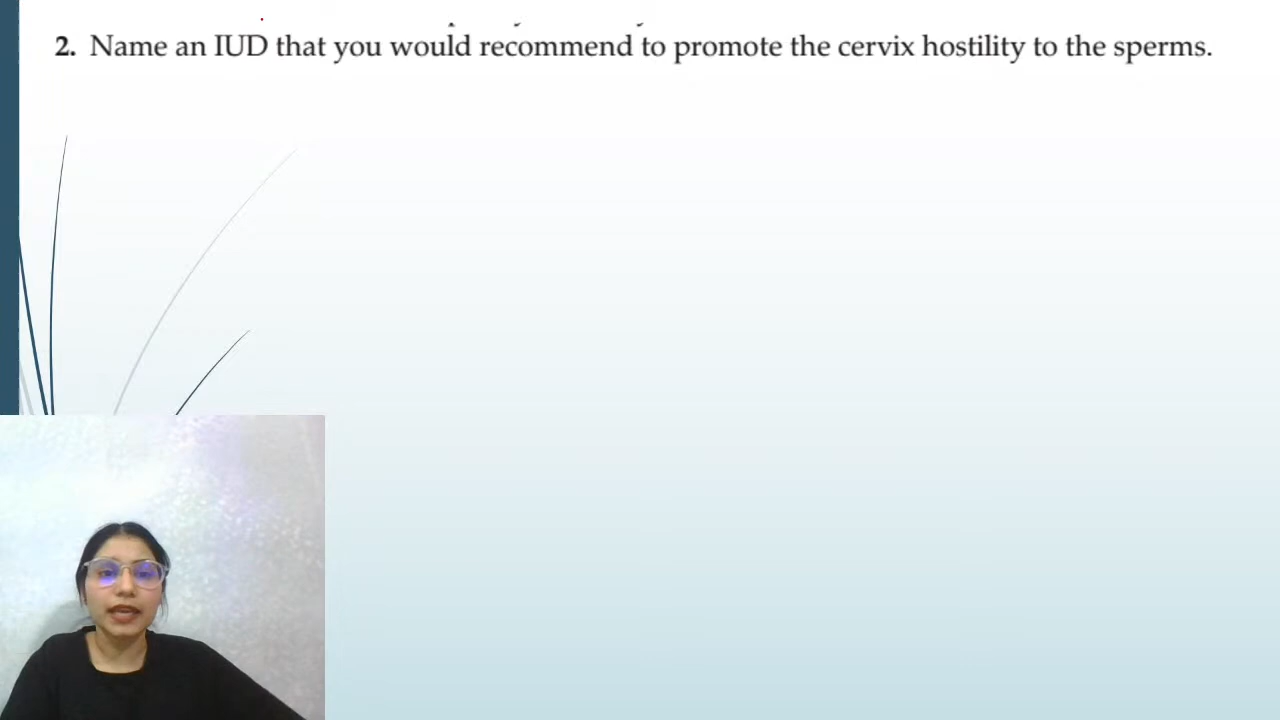 2. Name an IUD that you would recommend to promote the cervix hostility to the sperms.